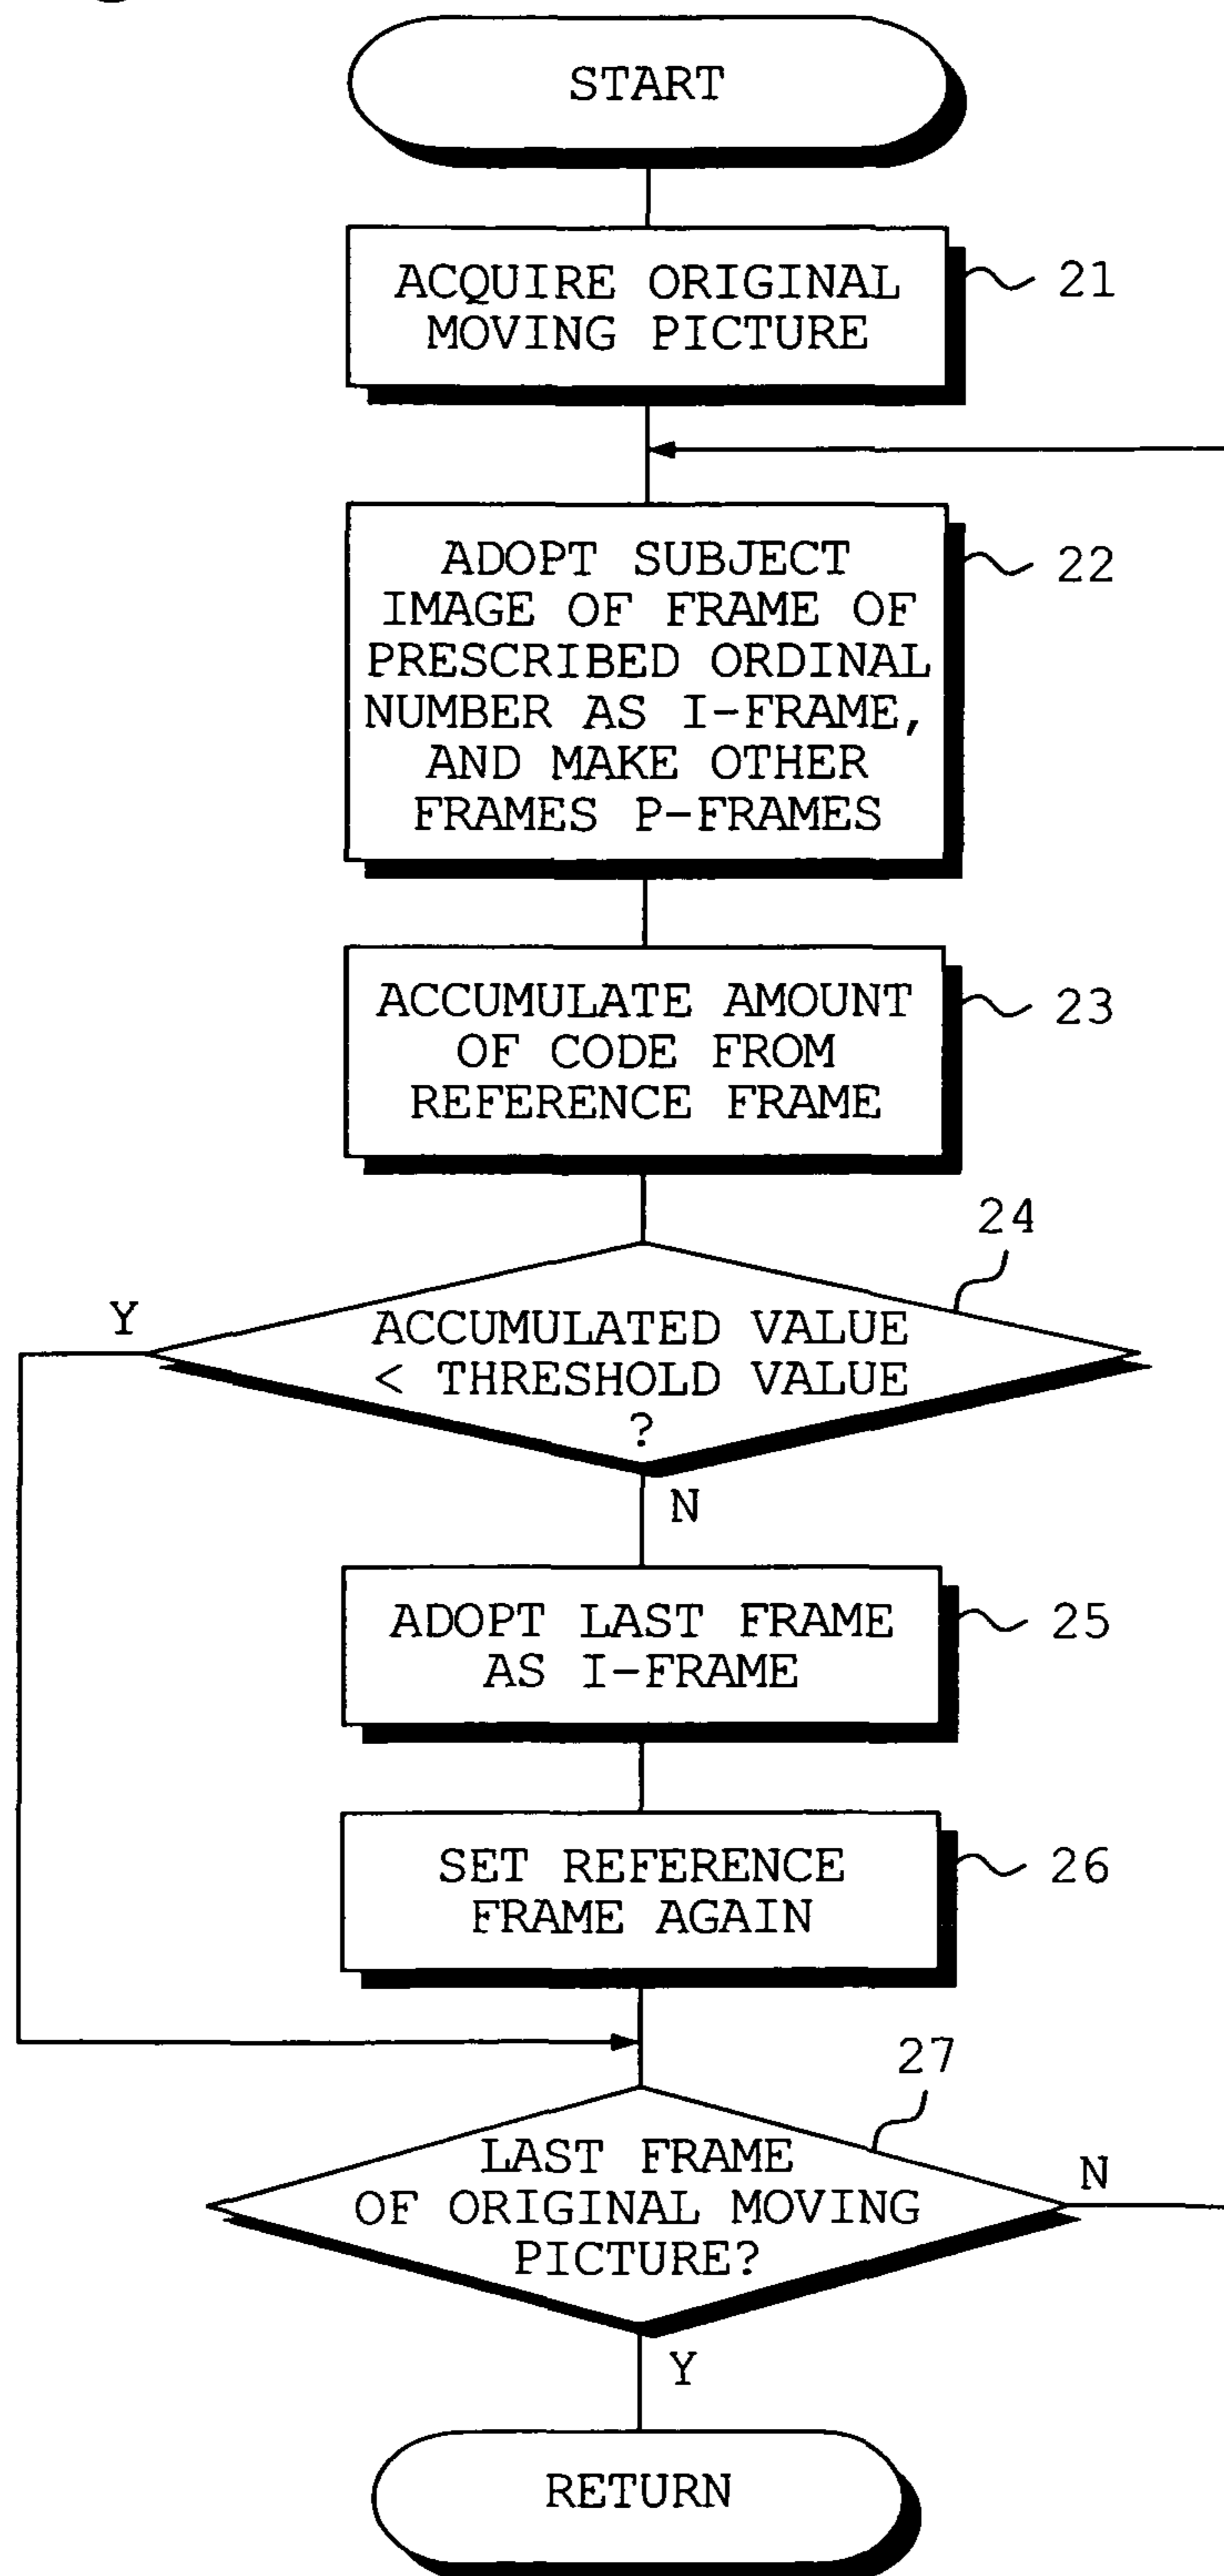 START
ACQUIRE ORIGINAL
MOVING PICTURE
21
ADOPT SUBJECT
IMAGE OF FRAME OF
PRESCRIBED ORDINAL
NUMBER AS I-FRAME,
AND MAKE OTHER
FRAMES P-FRAMES
22
ACCUMULATE AMOUNT
OF CODE FROM
REFERENCE FRAME
23
24
Y
ACCUMULATED VALUE
< THRESHOLD VALUE
?
N
ADOPT LAST FRAME
AS I-FRAME
25
SET REFERENCE
FRAME AGAIN
26
27
LAST FRAME
OF ORIGINAL MOVING
PICTURE?
N
Y
RETURN